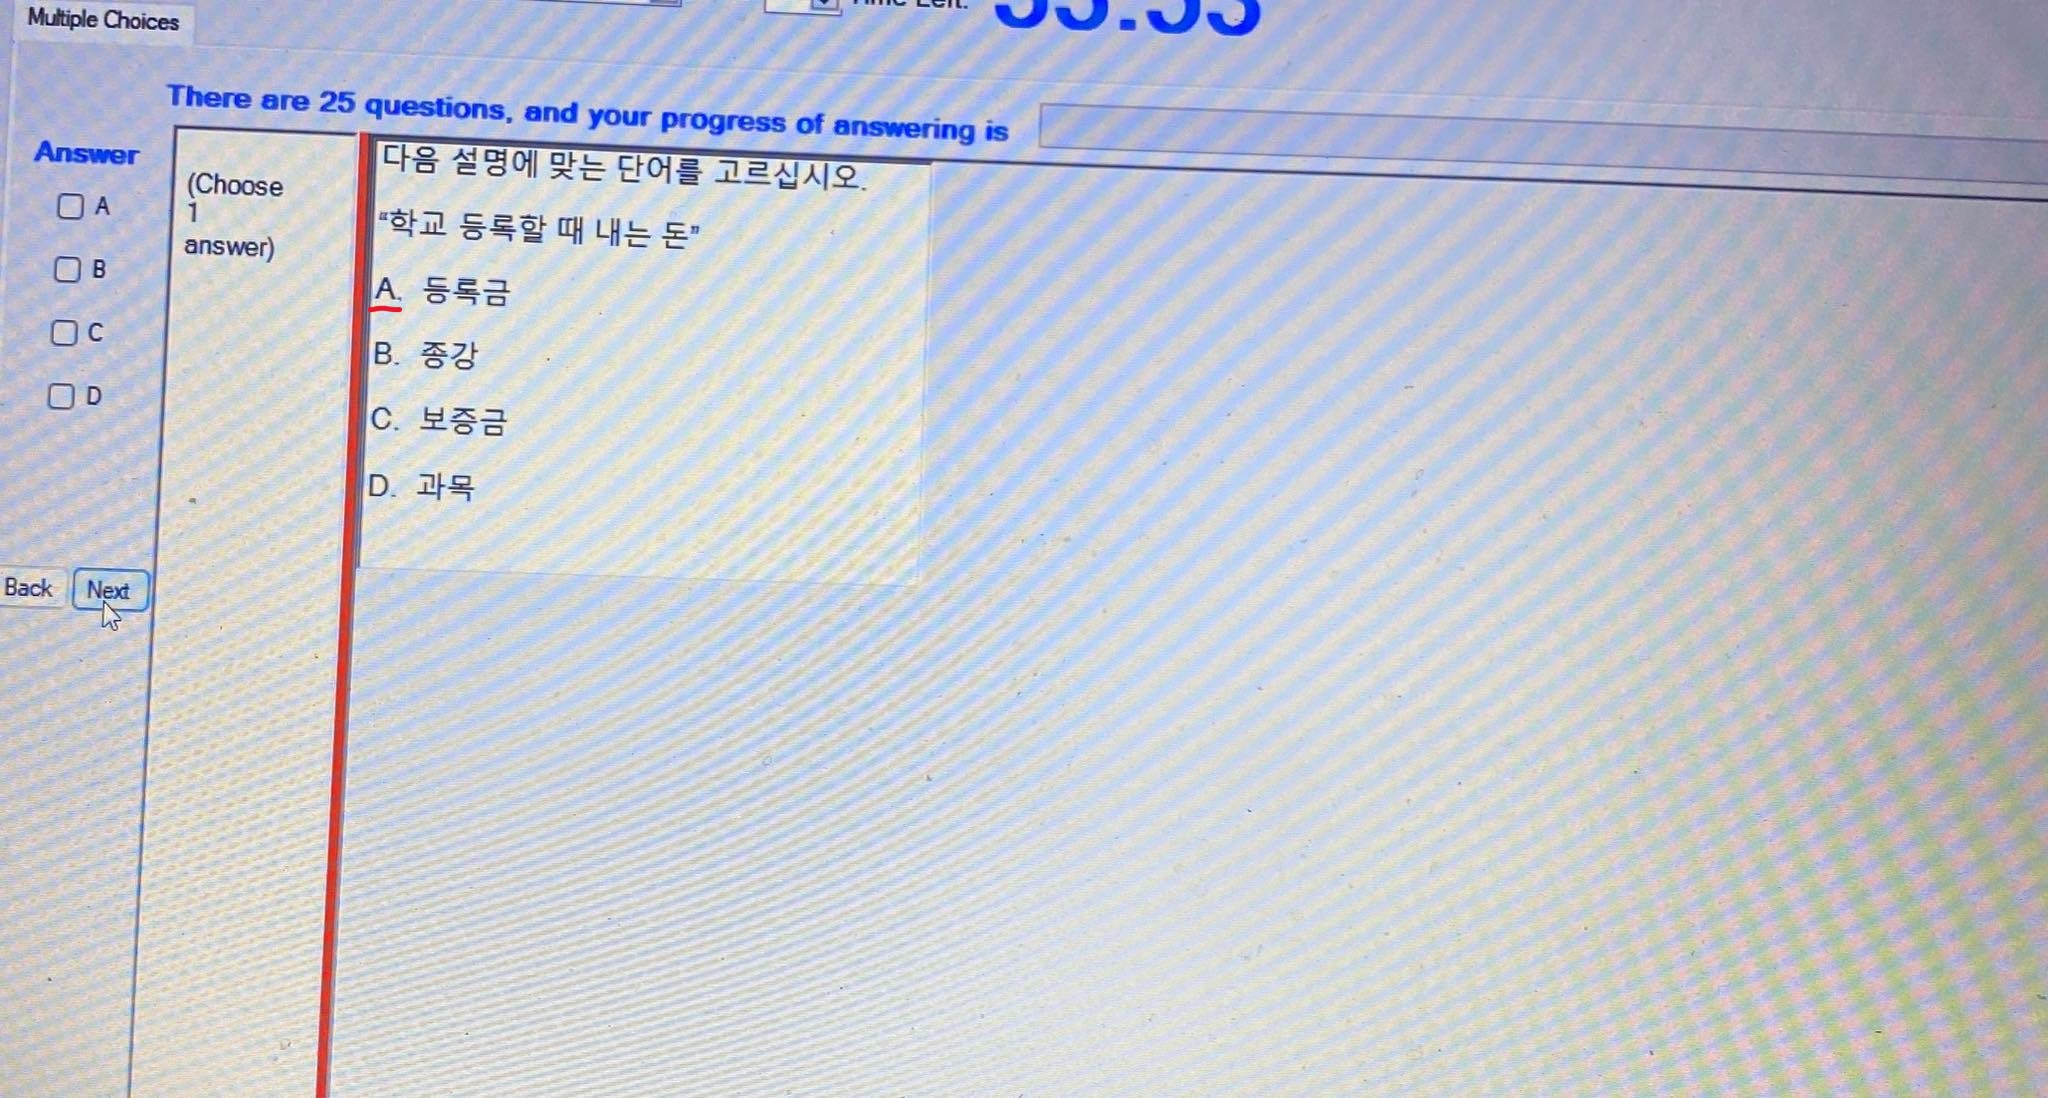 Multiple Choices
There are 25 questions, and your progress of answering is
Answer
A
B
C
D
(Choose
1
answer)
다음 설명에 맞는 단어를 고르십시오.
“학교 등록할 때 내는 돈”
A. 등록금
B. 종강
C. 보증금
D. 과목
Back
Next